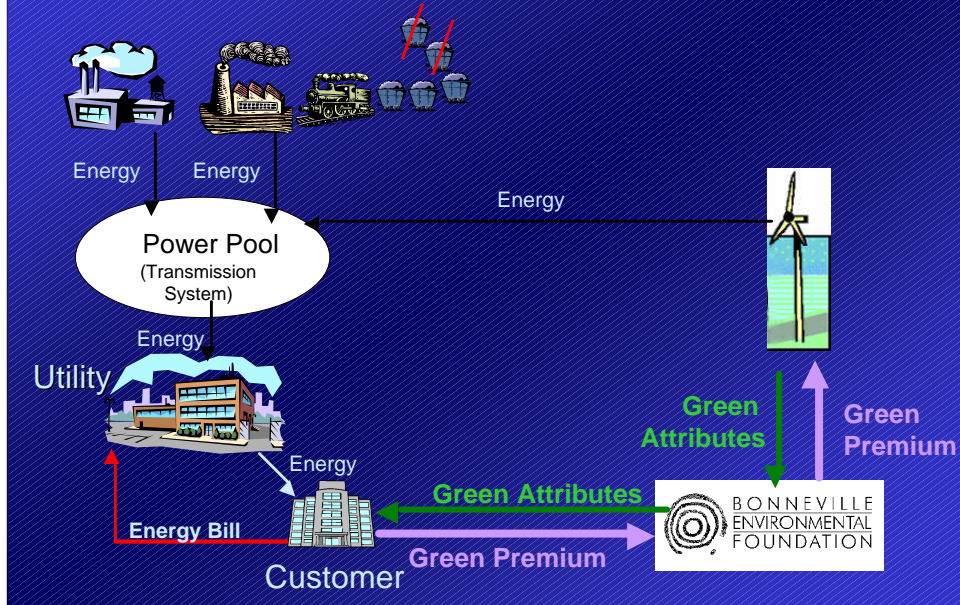 Energy
Energy
Energy
Power Pool
(Transmission
System)
Energy
Utility
Green
Attributes
Green
Premium
Energy
Green Attributes
BONNEVILLE
ENVIRONMENTAL
FOUNDATION
Energy Bill
Green Premium
Customer